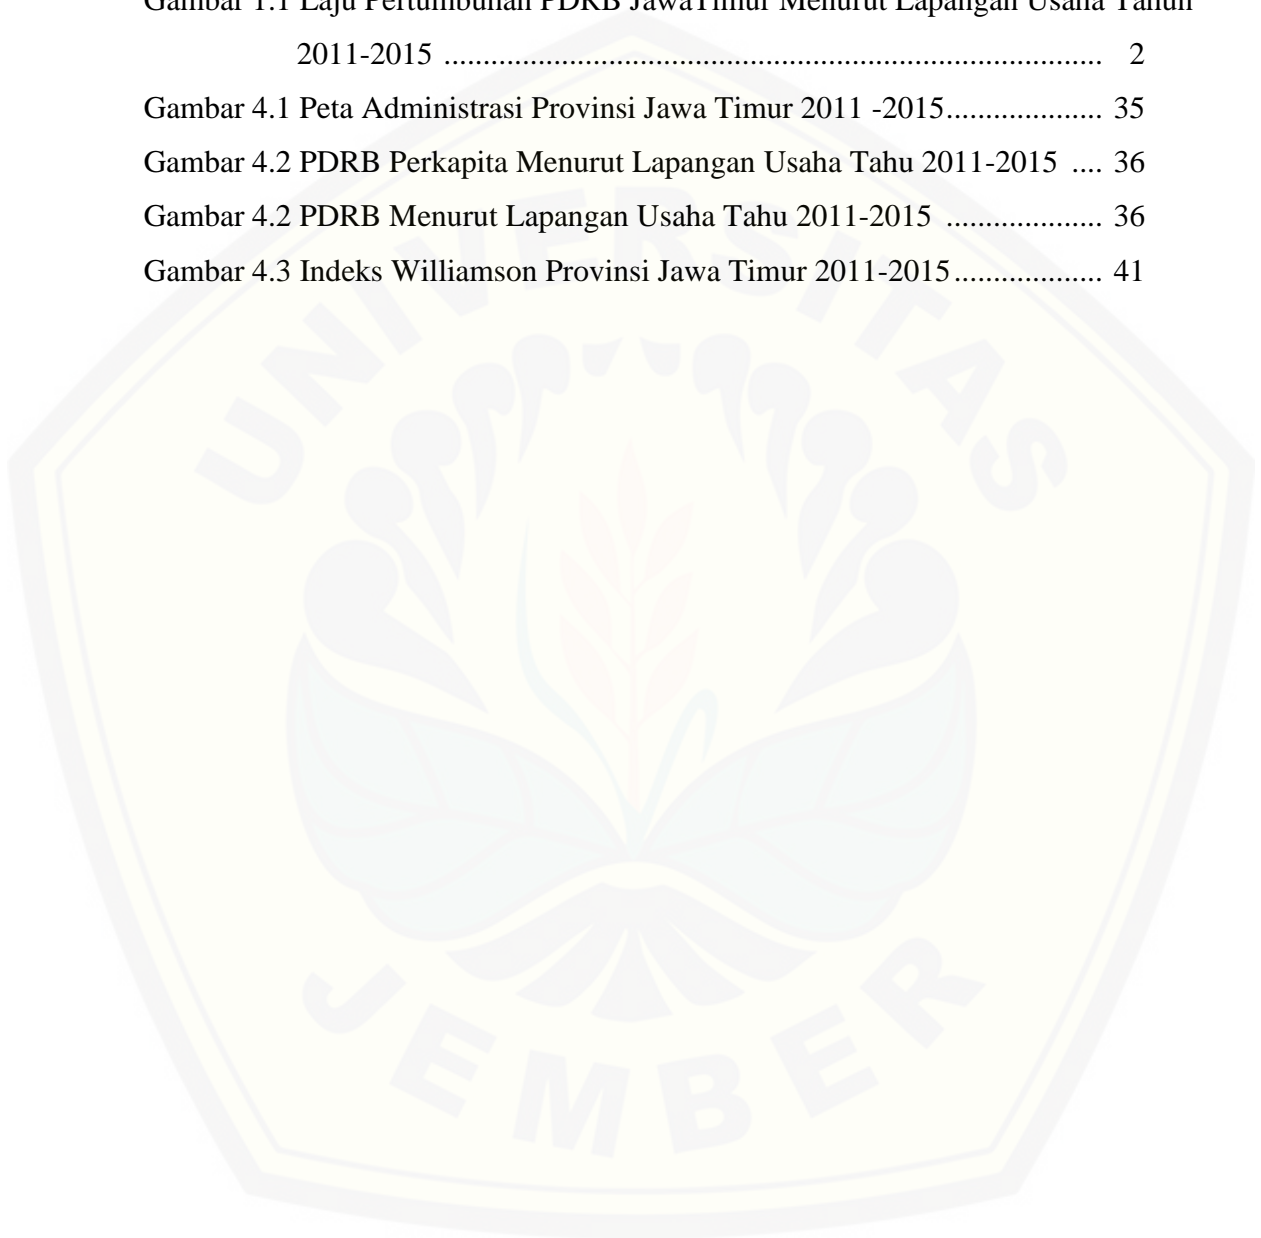 Gambar 1.1 Laju Pertumbuhan PDRB JawaTimur Menurut Lapangan Usaha Tahun
2011-2015 .................................................................................... 2
Gambar 4.1 Peta Administrasi Provinsi Jawa Timur 2011 -2015.................... 35
Gambar 4.2 PDRB Perkapita Menurut Lapangan Usaha Tahu 2011-2015 .... 36
Gambar 4.2 PDRB Menurut Lapangan Usaha Tahu 2011-2015 .................... 36
Gambar 4.3 Indeks Williamson Provinsi Jawa Timur 2011-2015................... 41
UNIVERSITAS
JEMBER